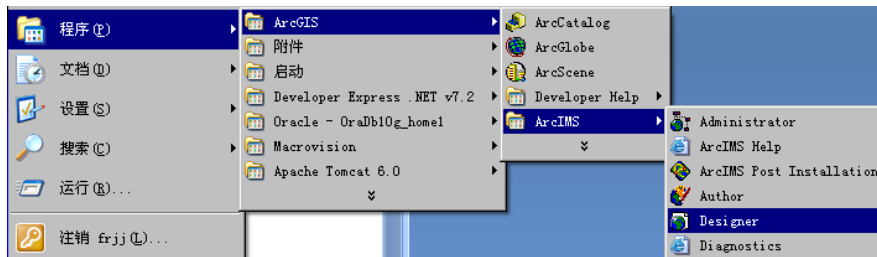 程序(P)
文档(D)
设置(S)
搜索(C)
运行(R)...
注销 frjj(L)...
ArcGIS
附件
启动
Developer Express .NET v7.2
Oracle - OraDb10g_home1
Macrovision
Apache Tomcat 6.0
ArcCatalog
ArcGlobe
ArcScene
Developer Help
ArcIMS
Administrator
ArcIMS Help
ArcIMS Post Installation
Author
Designer
Diagnostics